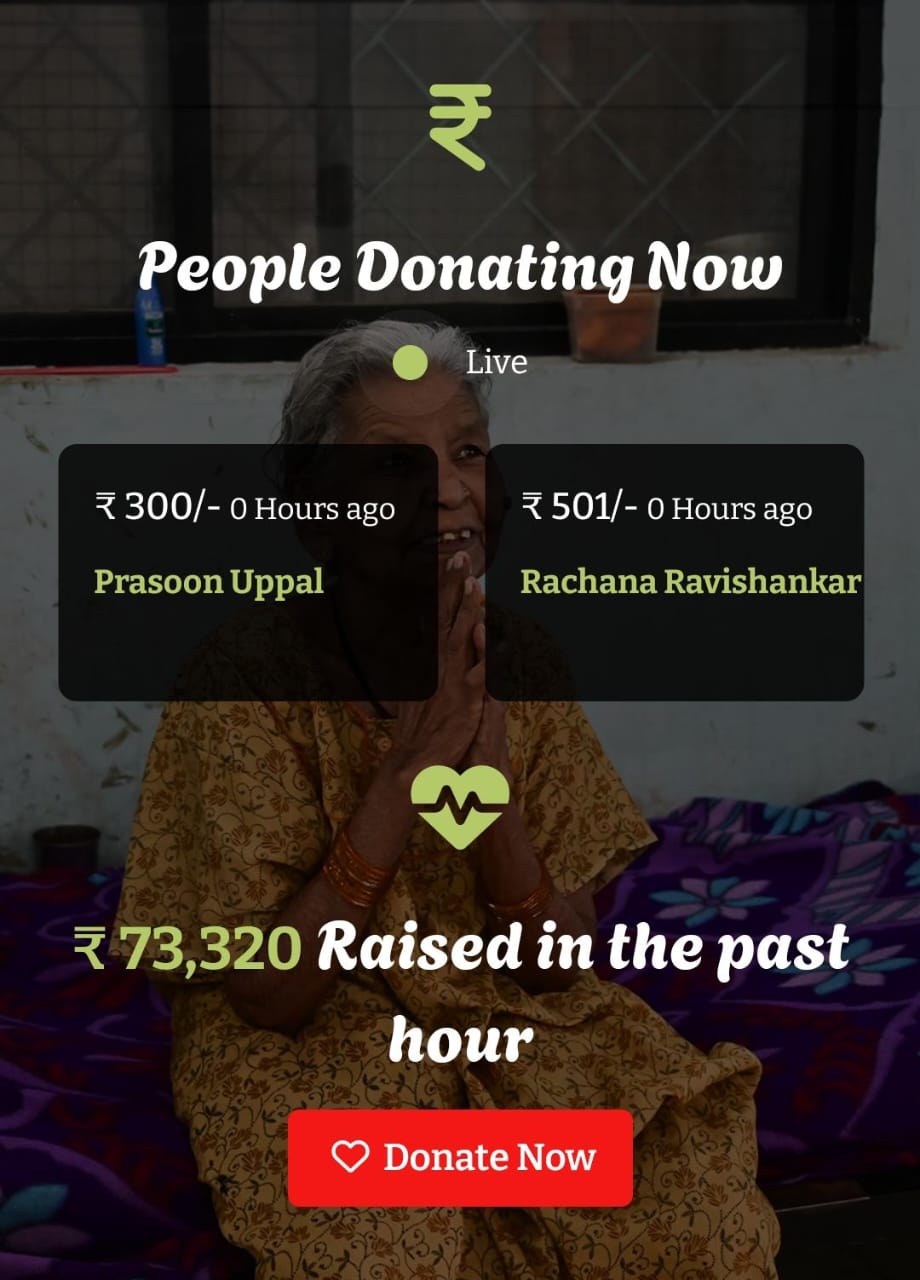 ₹
People Donating Now
Live
₹ 300/- 0 Hours ago
Prasoon Uppal
₹ 501/- 0 Hours ago
Rachana Ravishankar
₹ 73,320 Raised in the past
hour
Donate Now